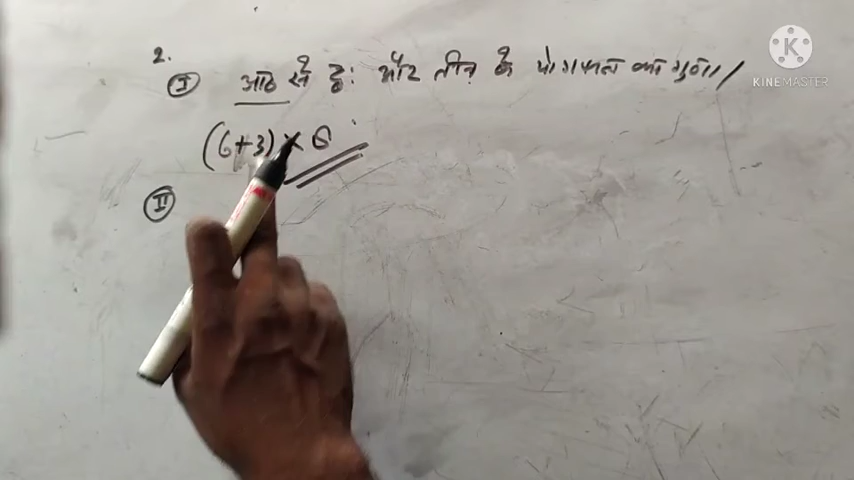 2.
I आठ से छः और तीन के योगफल का गुणा /
(6+3) × 8
II
K
KINEMASTER